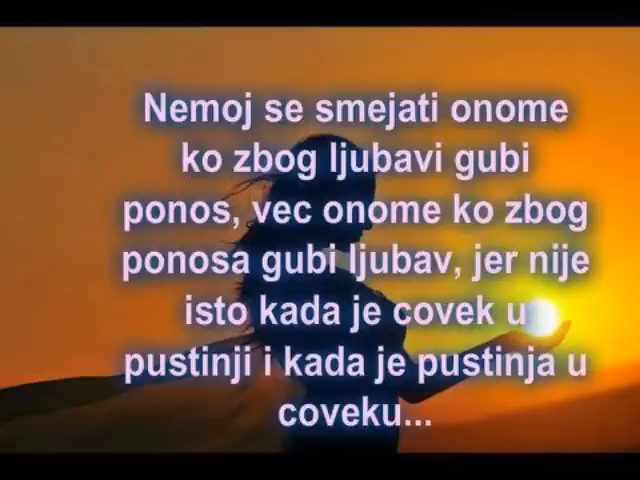 Nemoj se smejati onome
ko zbog ljubavi gubi
ponos, vec onome ko zbog
ponosa gubi ljubav, jer nije
isto kada je covek u
pustinji i kada je pustinja u
coveku...